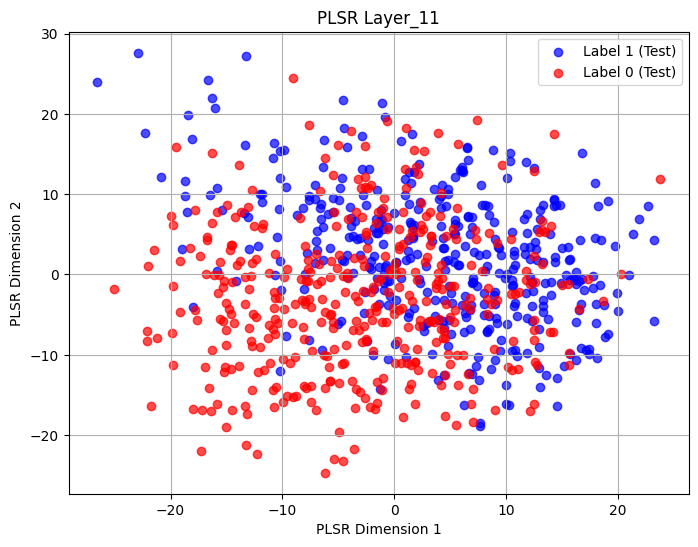 PLSR Layer_11
Label 1 (Test)
Label 0 (Test)
30
20
10
0
−10
−20
PLSR Dimension 2
−20
−10
0
10
20
PLSR Dimension 1